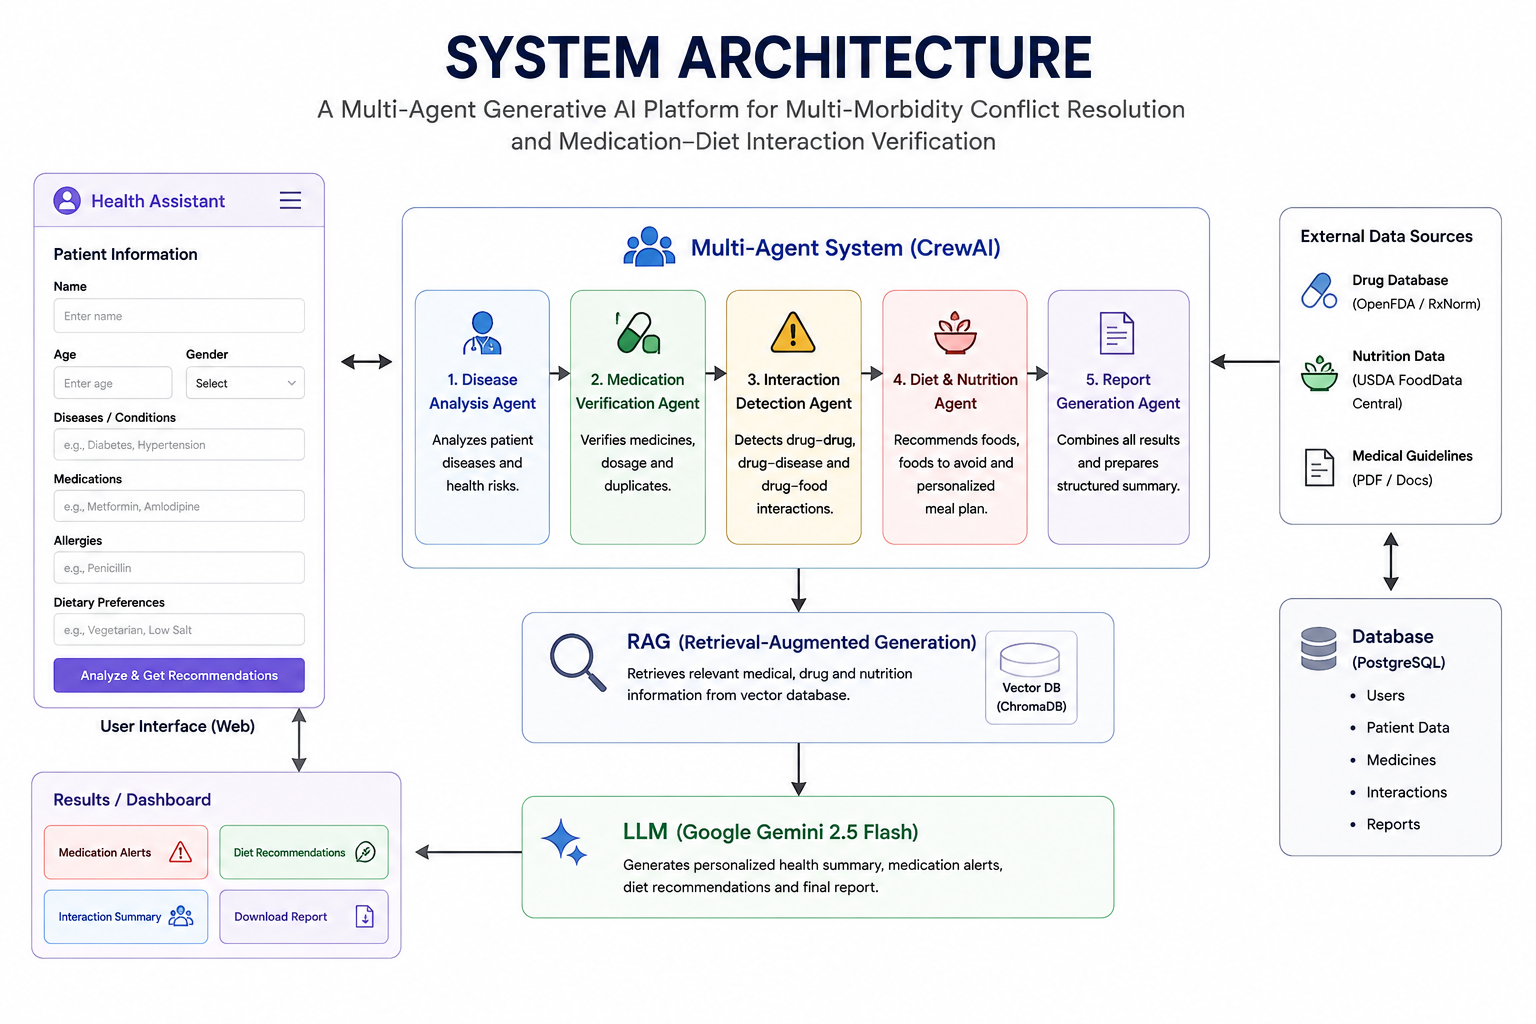 SYSTEM ARCHITECTURE
A Multi-Agent Generative AI Platform for Multi-Morbidity Conflict Resolution
and Medication–Diet Interaction Verification
Health Assistant
Patient Information
Name
Enter name
Age
Gender
Enter age
Select
Diseases / Conditions
e.g., Diabetes, Hypertension
Medications
e.g., Metformin, Amlodipine
Allergies
e.g., Penicillin
Dietary Preferences
e.g., Vegetarian, Low Salt
Analyze & Get Recommendations
User Interface (Web)
Results / Dashboard
Medication Alerts
Diet Recommendations
Interaction Summary
Download Report
Multi-Agent System (CrewAI)
1. Disease
Analysis Agent
Analyzes patient
diseases and
health risks.
2. Medication
Verification Agent
Verifies medicines,
dosage and
duplicates.
3. Interaction
Detection Agent
Detects drug–drug,
drug–disease and
drug–food
interactions.
4. Diet & Nutrition
Agent
Recommends foods,
foods to avoid and
personalized
meal plan.
5. Report
Generation Agent
Combines all results
and prepares
structured summary.
RAG (Retrieval-Augmented Generation)
Retrieves relevant medical, drug and nutrition
information from vector database.
Vector DB
(ChromaDB)
LLM (Google Gemini 2.5 Flash)
Generates personalized health summary, medication alerts,
diet recommendations and final report.
External Data Sources
Drug Database
(OpenFDA / RxNorm)
Nutrition Data
(USDA FoodData
Central)
Medical Guidelines
(PDF / Docs)
Database
(PostgreSQL)
• Users
• Patient Data
• Medicines
• Interactions
• Reports